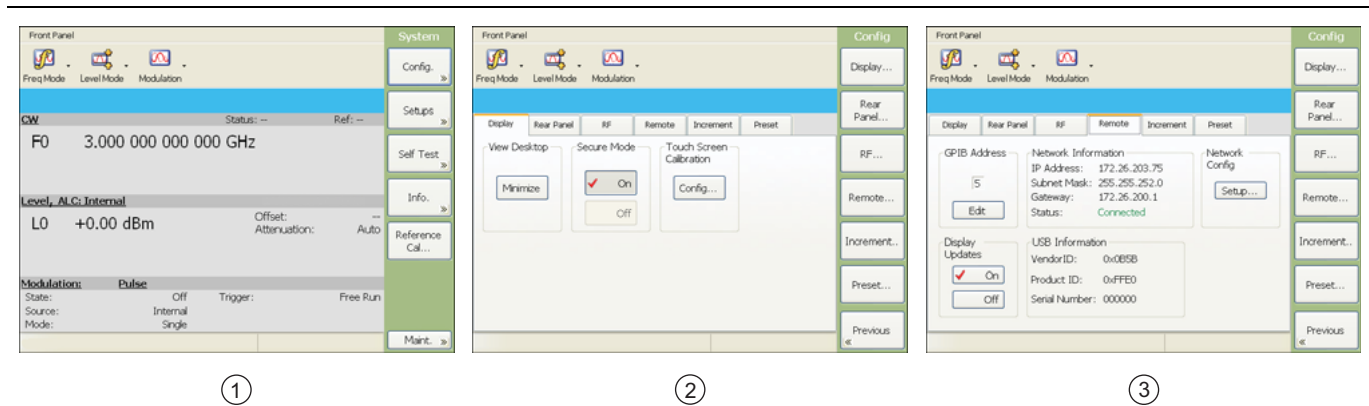 Front Panel
System
Freq Mode Level Mode Modulation
Config. »
Setups »
Self Test »
Info. »
Reference Cal...
Maint. »
CW Status: -- Ref: --
F0 3.000 000 000 000 GHz
Level, ALC: Internal
L0 +0.00 dBm
Offset: --
Attenuation: Auto
Modulation: Pulse
State: Off Trigger: Free Run
Source: Internal
Mode: Single
1
Front Panel
Config
Freq Mode Level Mode Modulation
Display...
Rear Panel...
RF...
Remote...
Increment..
Preset...
Previous
«
Display Rear Panel RF Remote Increment Preset
View Desktop
Minimize
Secure Mode
On
Off
Touch Screen Calibration
Config...
2
Front Panel
Config
Freq Mode Level Mode Modulation
Display...
Rear Panel...
RF...
Remote...
Increment..
Preset...
Previous
«
Display Rear Panel RF Remote Increment Preset
GPIB Address
5
Edit
Network Information
IP Address: 172.26.203.75
Subnet Mask: 255.255.252.0
Gateway: 172.26.200.1
Status: Connected
Network Config
Setup...
Display Updates
On
Off
USB Information
VendorID: 0x0B5B
Product ID: 0xFFE0
Serial Number: 000000
3